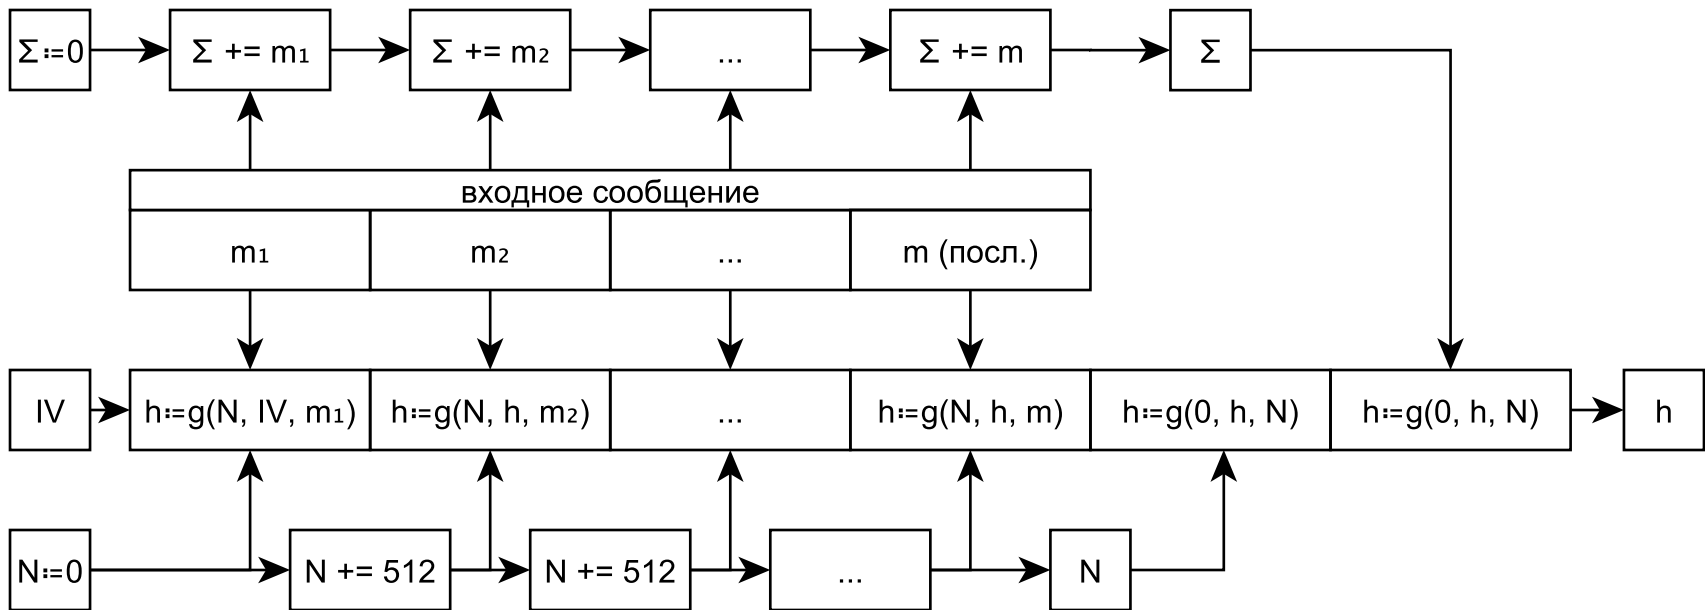 Σ:=0
Σ += m₁
Σ += m₂
...
Σ += m
Σ
входное сообщение
m₁
m₂
...
m (посл.)
IV
h:=g(N, IV, m₁)
h:=g(N, h, m₂)
...
h:=g(N, h, m)
h:=g(0, h, N)
h:=g(0, h, N)
h
N:=0
N += 512
N += 512
...
N